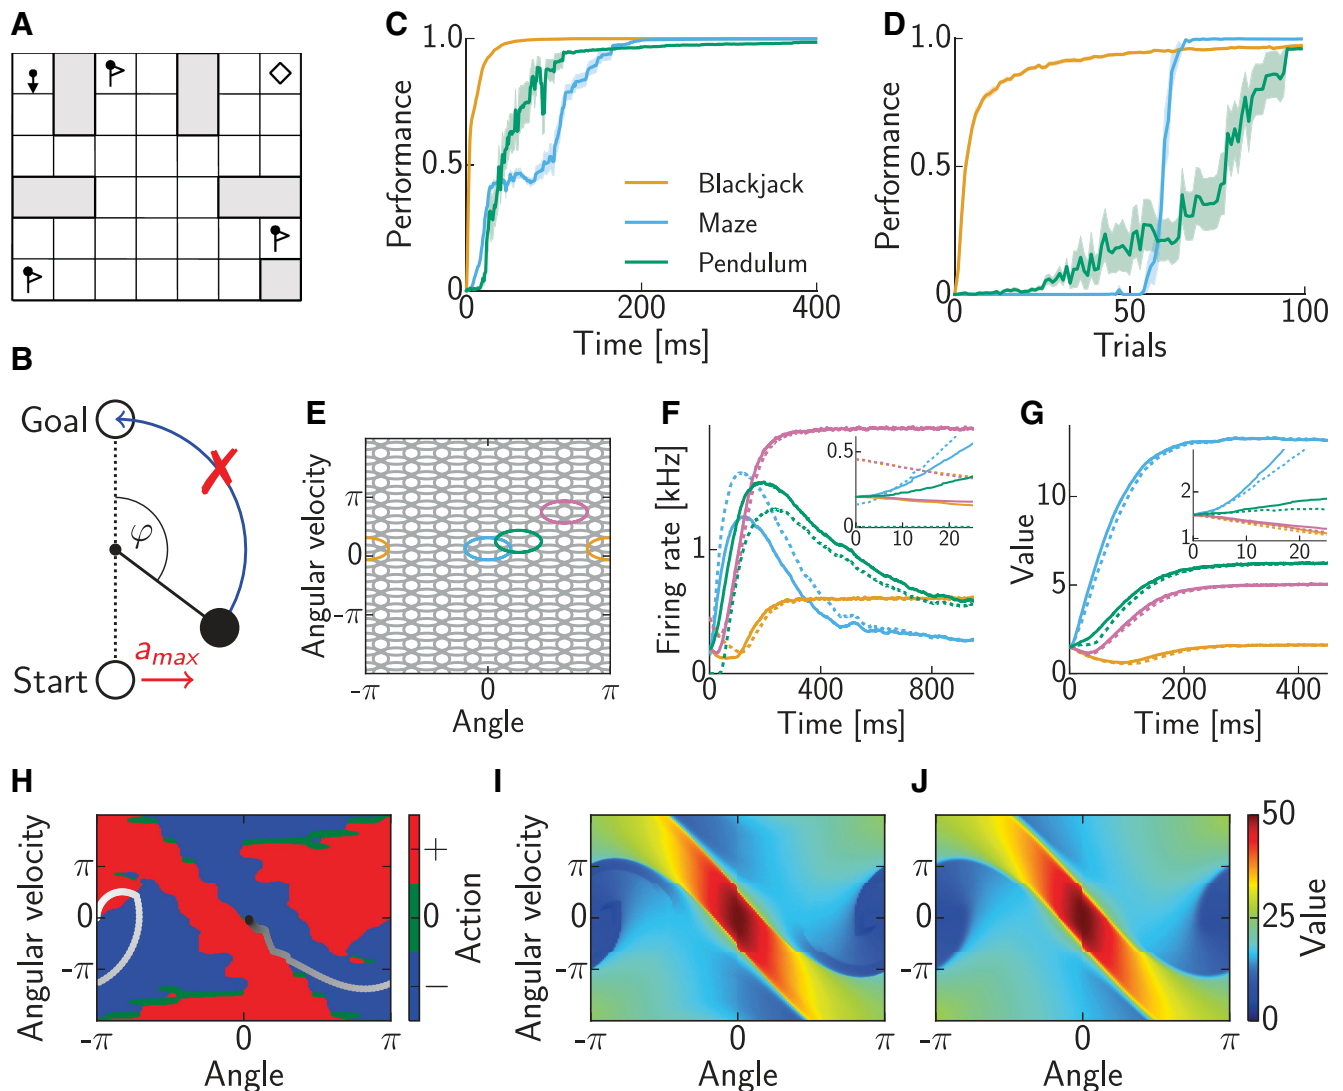 A
B
Goal
φ
a_max
Start
C
Performance
1.0
0.5
0
0
200
400
Time [ms]
Blackjack
Maze
Pendulum
D
Performance
1.0
0.5
0
0
50
100
Trials
E
Angular velocity
π
0
-π
-π
0
π
Angle
F
Firing rate [kHz]
1
0
0
400
800
Time [ms]
0.5
0
0
10
20
G
Value
10
5
0
0
200
400
Time [ms]
2
1
0
10
20
H
Angular velocity
π
0
-π
-π
0
π
Angle
+
0
−
Action
I
Angular velocity
π
0
-π
-π
0
π
Angle
J
π
0
-π
-π
0
π
Angle
50
25
0
Value